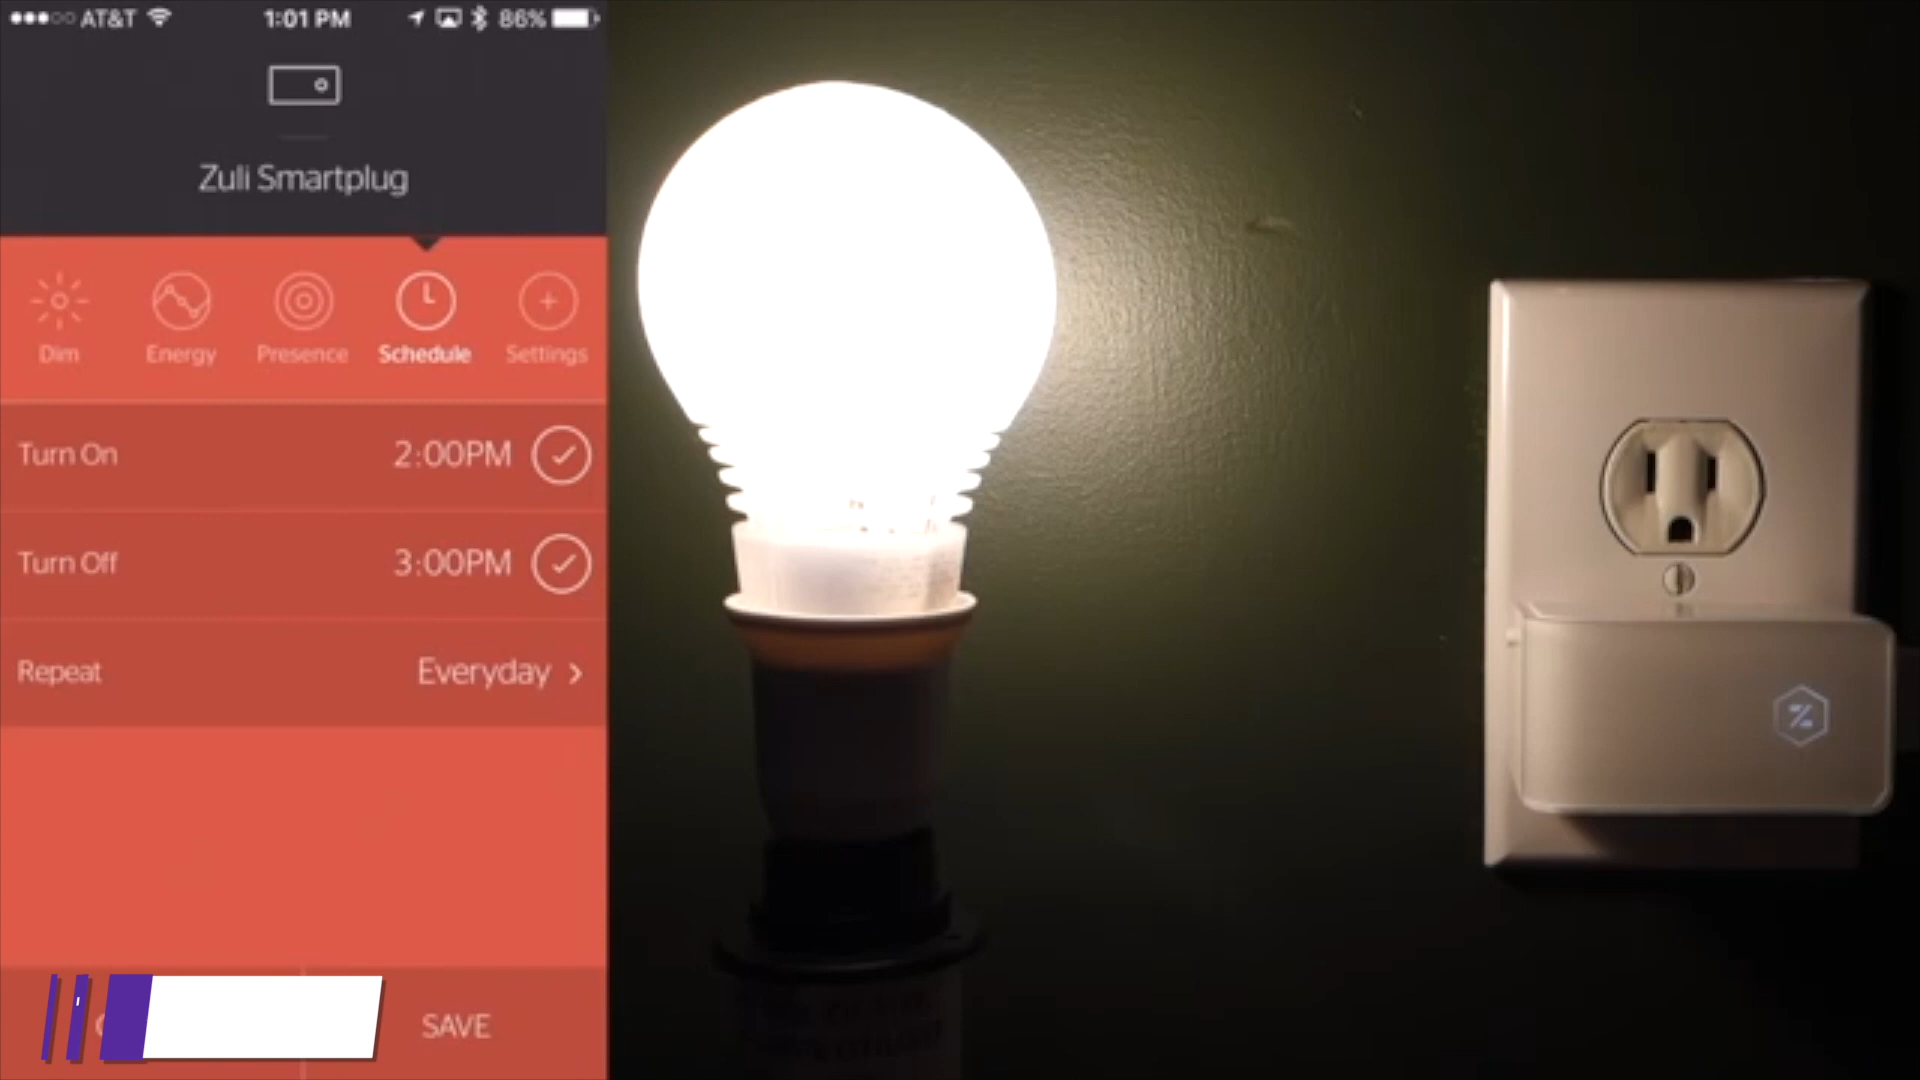 AT&T 1:01 PM 86%
Zuli Smartplug
Dim Energy Presence Schedule Settings
Turn On 2:00PM
Turn Off 3:00PM
Repeat Everyday >
SAVE